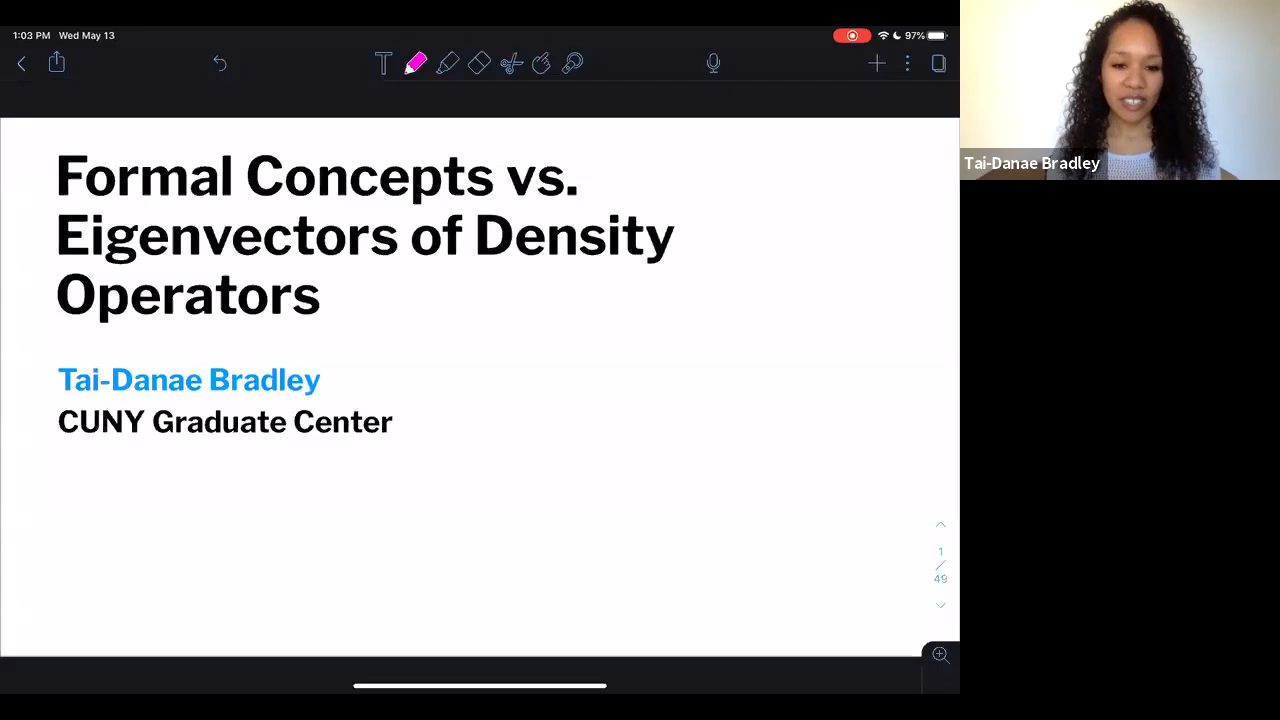 1:03 PM Wed May 13
97%
T
Formal Concepts vs.
Eigenvectors of Density
Operators
Tai-Danae Bradley
CUNY Graduate Center
1
/
49
Tai-Danae Bradley